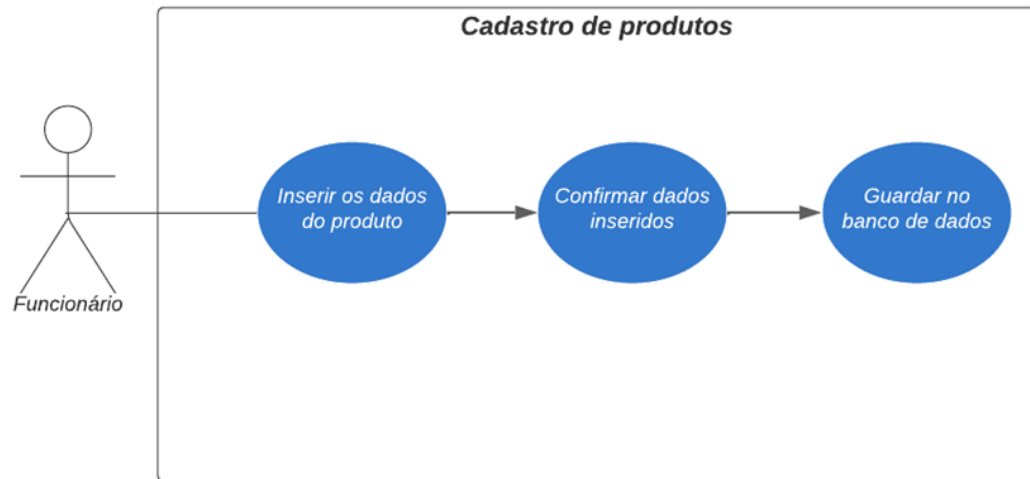 Cadastro de produtos
Inserir os dados
do produto
Confirmar dados
inseridos
Guardar no
banco de dados
Funcionário